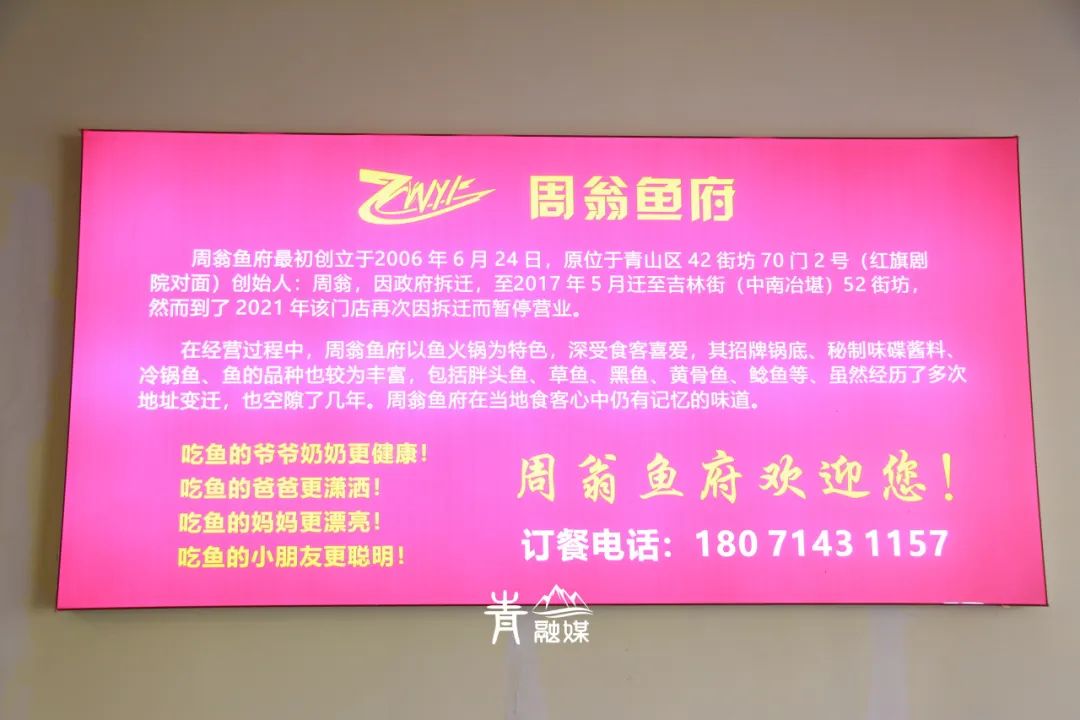 ZWYF 周翁鱼府
周翁鱼府最初创立于2006年6月24日，原位于青山区42街坊70门2号（红旗剧
院对面）创始人：周翁，因政府拆迁，至2017年5月迁至吉林街（中南冶堪）52街坊，
然而到了2021年该门店再次因拆迁而暂停营业。
在经营过程中，周翁鱼府以鱼火锅为特色，深受食客喜爱，其招牌锅底、秘制味碟酱料、
冷锅鱼、鱼的品种也较为丰富，包括胖头鱼、草鱼、黑鱼、黄骨鱼、鲶鱼等、虽然经历了多次
地址变迁，也空隙了几年。周翁鱼府在当地食客心中仍有记忆的味道。
吃鱼的爷爷奶奶更健康！
吃鱼的爸爸更潇洒！
吃鱼的妈妈更漂亮！
吃鱼的小朋友更聪明！
周翁鱼府欢迎您！
订餐电话：180 7143 1157
青融媒